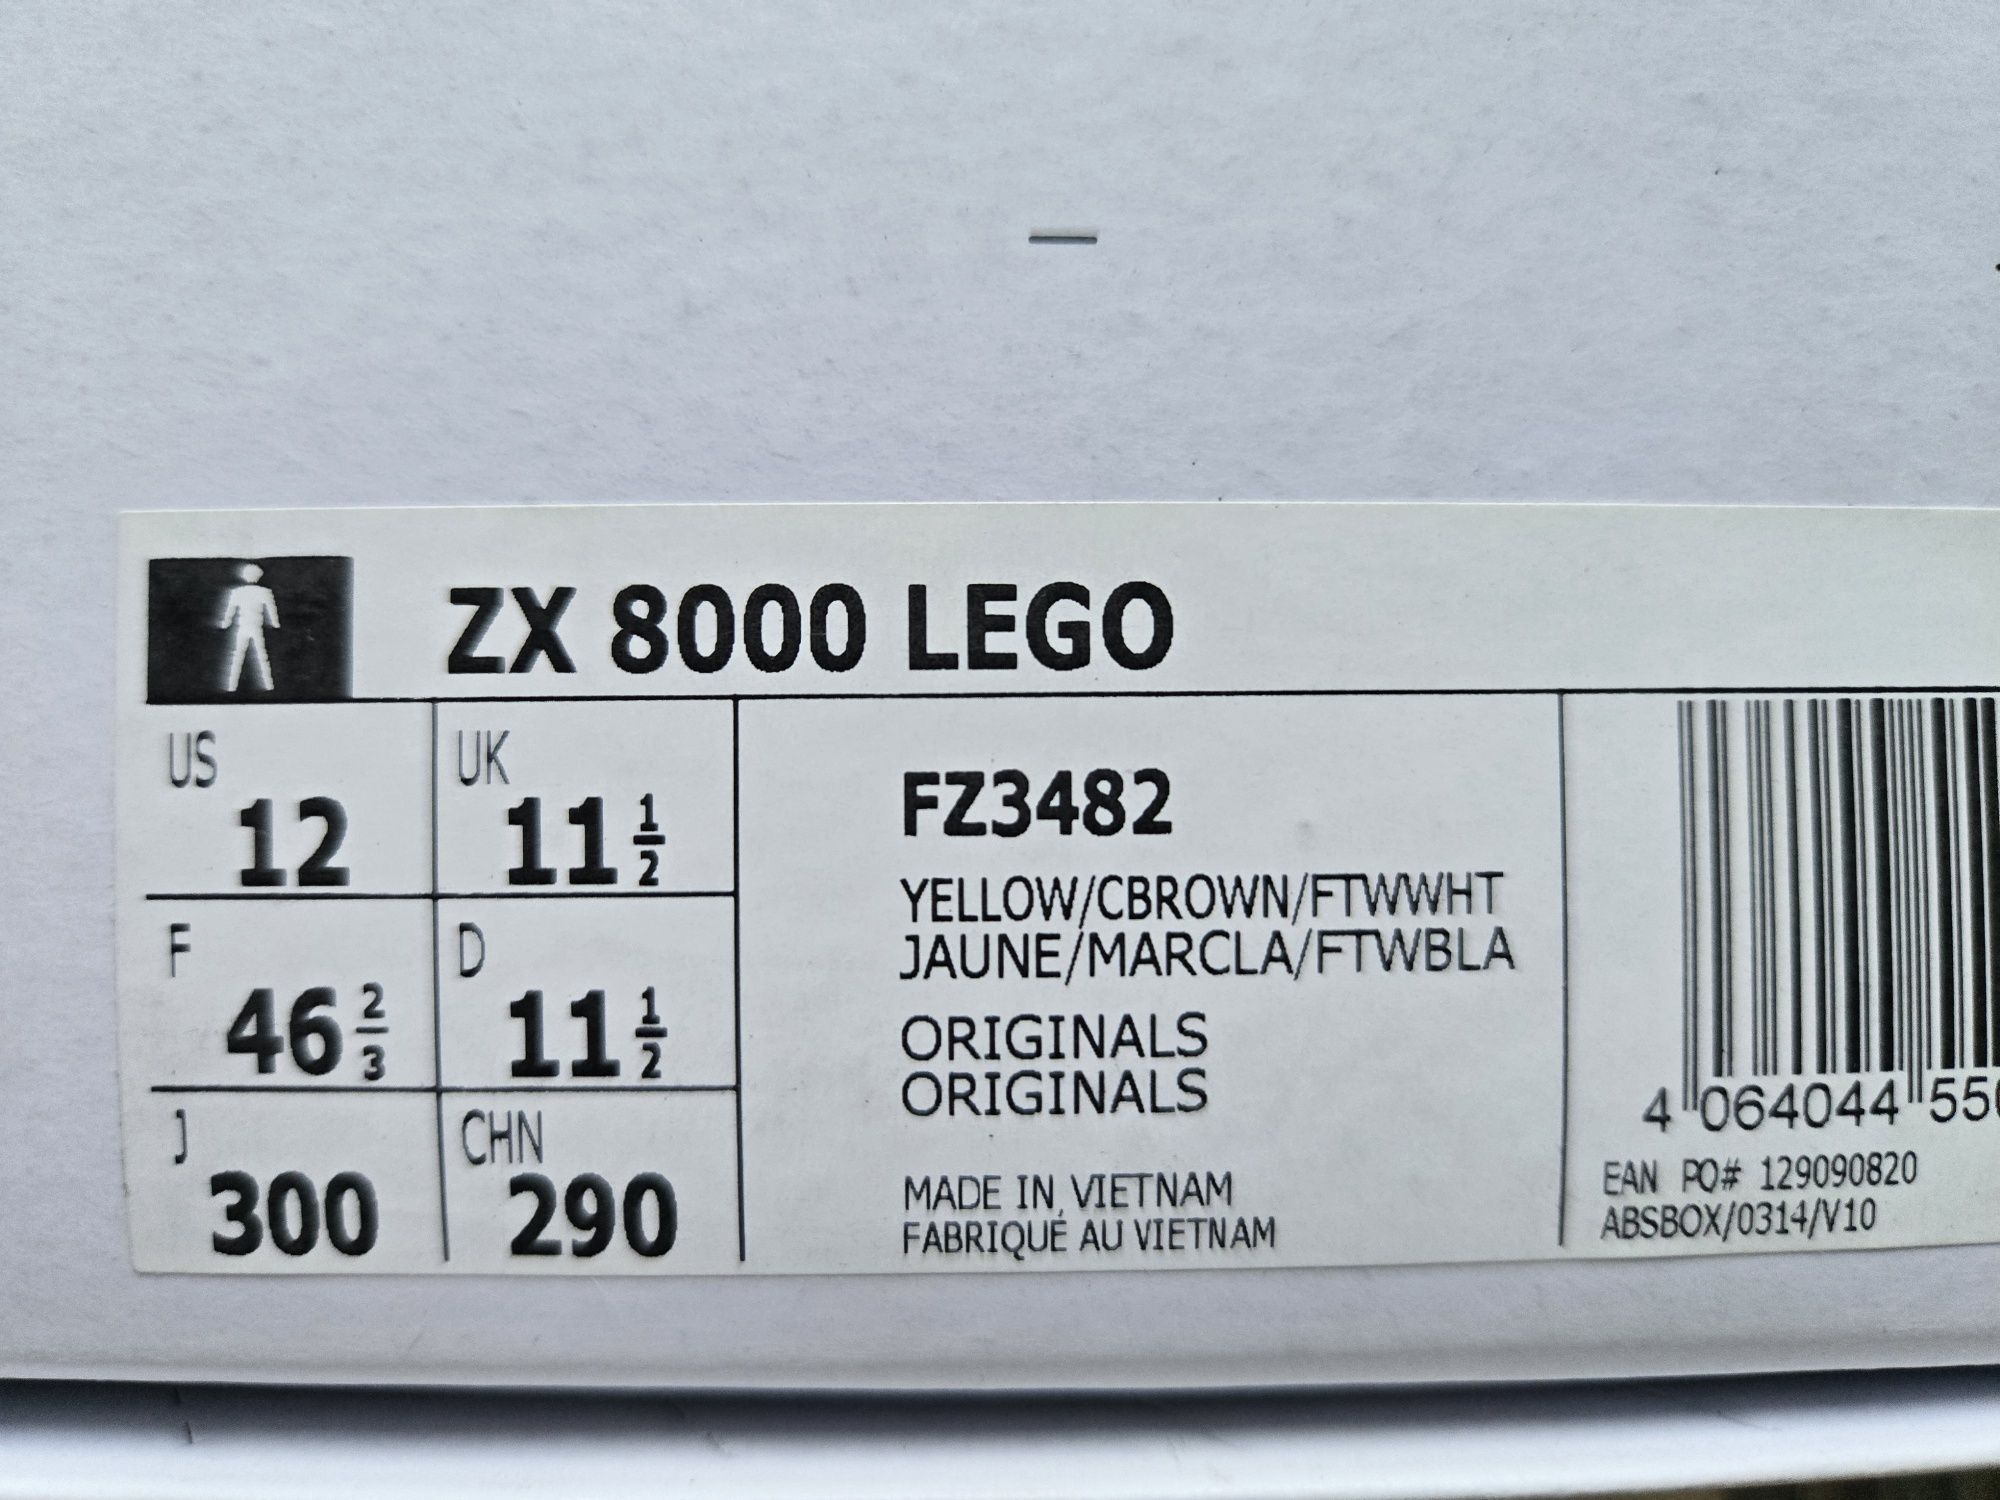 ZX 8000 LEGO
US
12
UK
11 1/2
F
46 2/3
D
11 1/2
J
300
CHN
290
FZ3482
YELLOW/CBROWN/FTWWHT
JAUNE/MARCLA/FTWBLA
ORIGINALS
ORIGINALS
MADE IN VIETNAM
FABRIQUÉ AU VIETNAM
4 064044 55
EAN PO# 129090820
ABSBOX/0314/V10